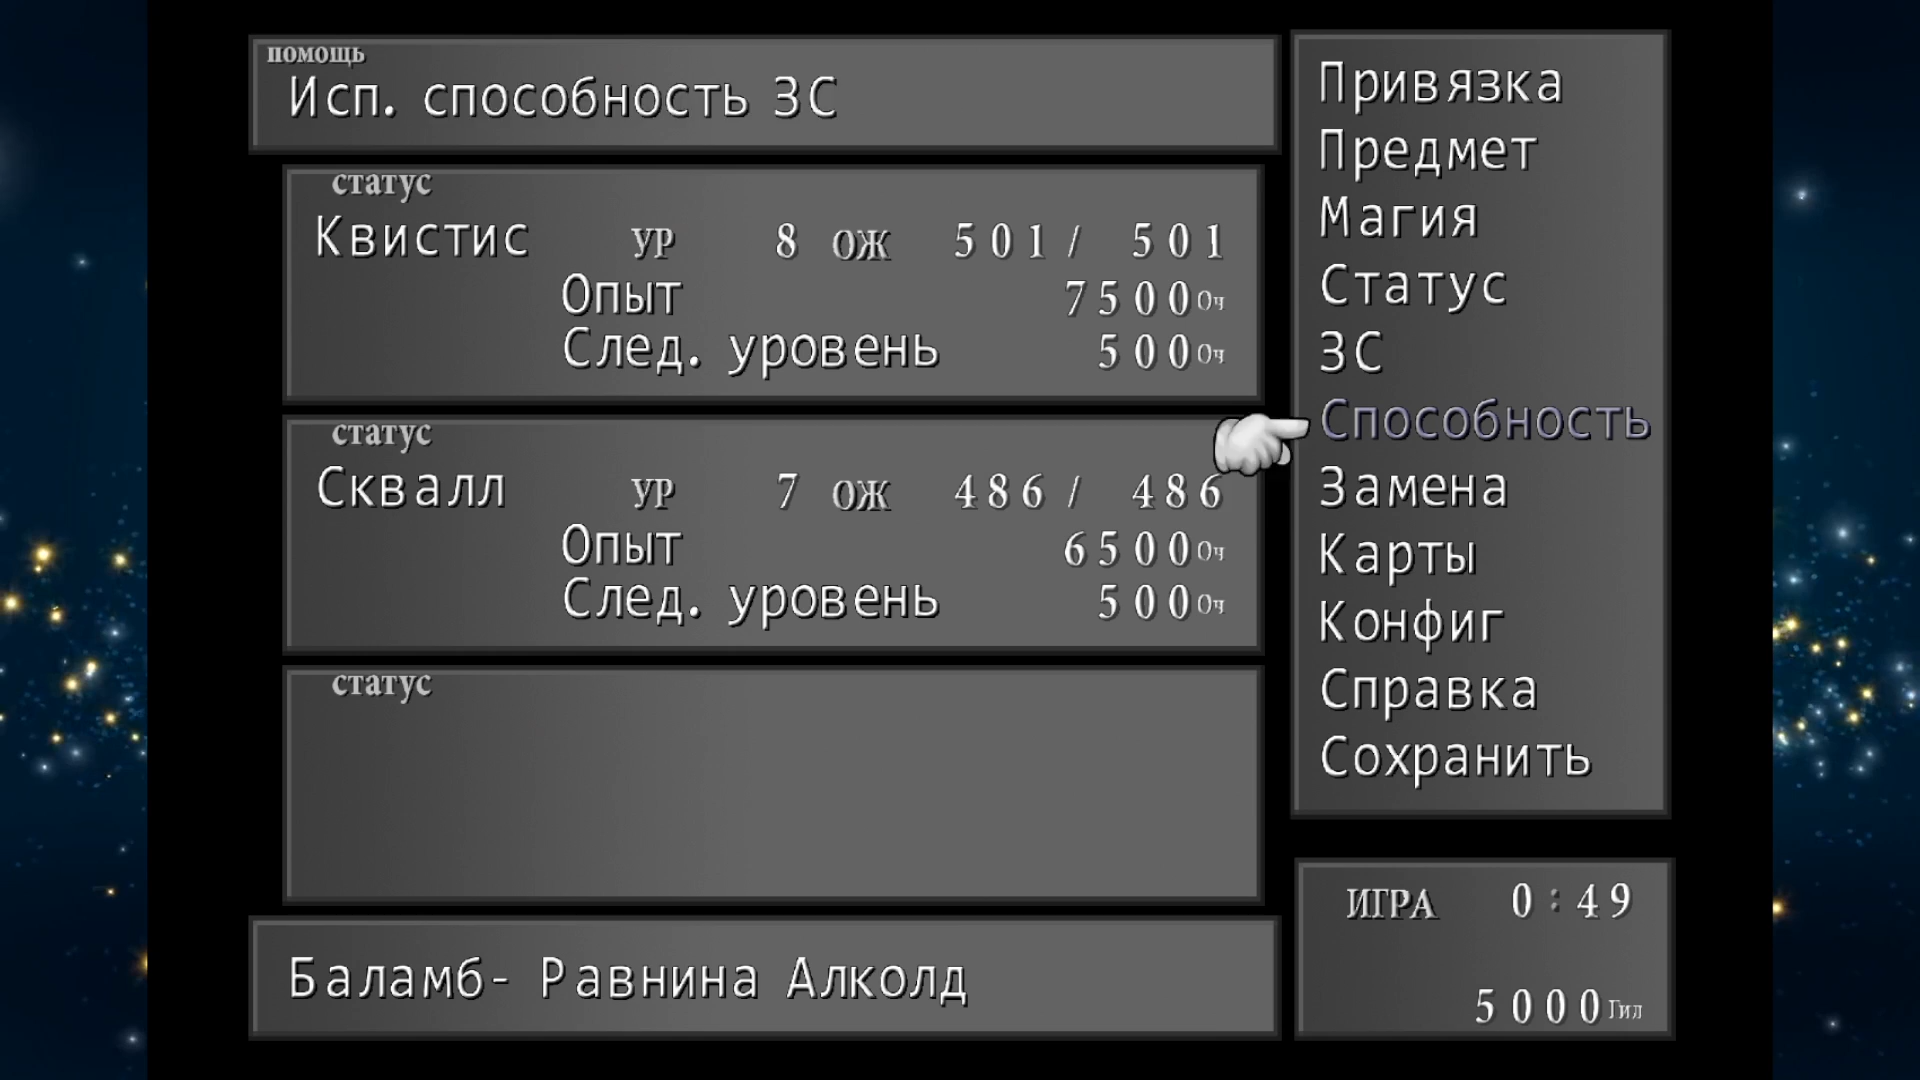 помощь
Исп. способность ЗС
статус
Квистис ур 8 ож 501/ 501
Опыт 7500Оч
След. уровень 500Оч
статус
Скваллл ур 7 ож 486/ 486
Опыт 6500Оч
След. уровень 500Оч
статус
Баламб- Равнина Алколд
Привязка
Предмет
Магия
Статус
ЗС
Способность
Замена
Карты
Конфиг
Справка
Сохранить
ИГРА 0:49
5000Гил